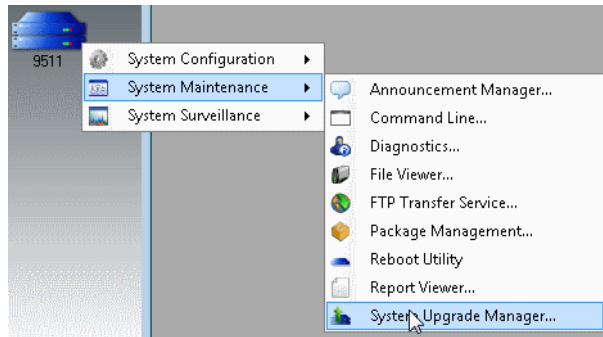 9511
System Configuration
System Maintenance
System Surveillance
Announcement Manager...
Command Line...
Diagnostics...
File Viewer...
FTP Transfer Service...
Package Management...
Reboot Utility
Report Viewer...
System Upgrade Manager...